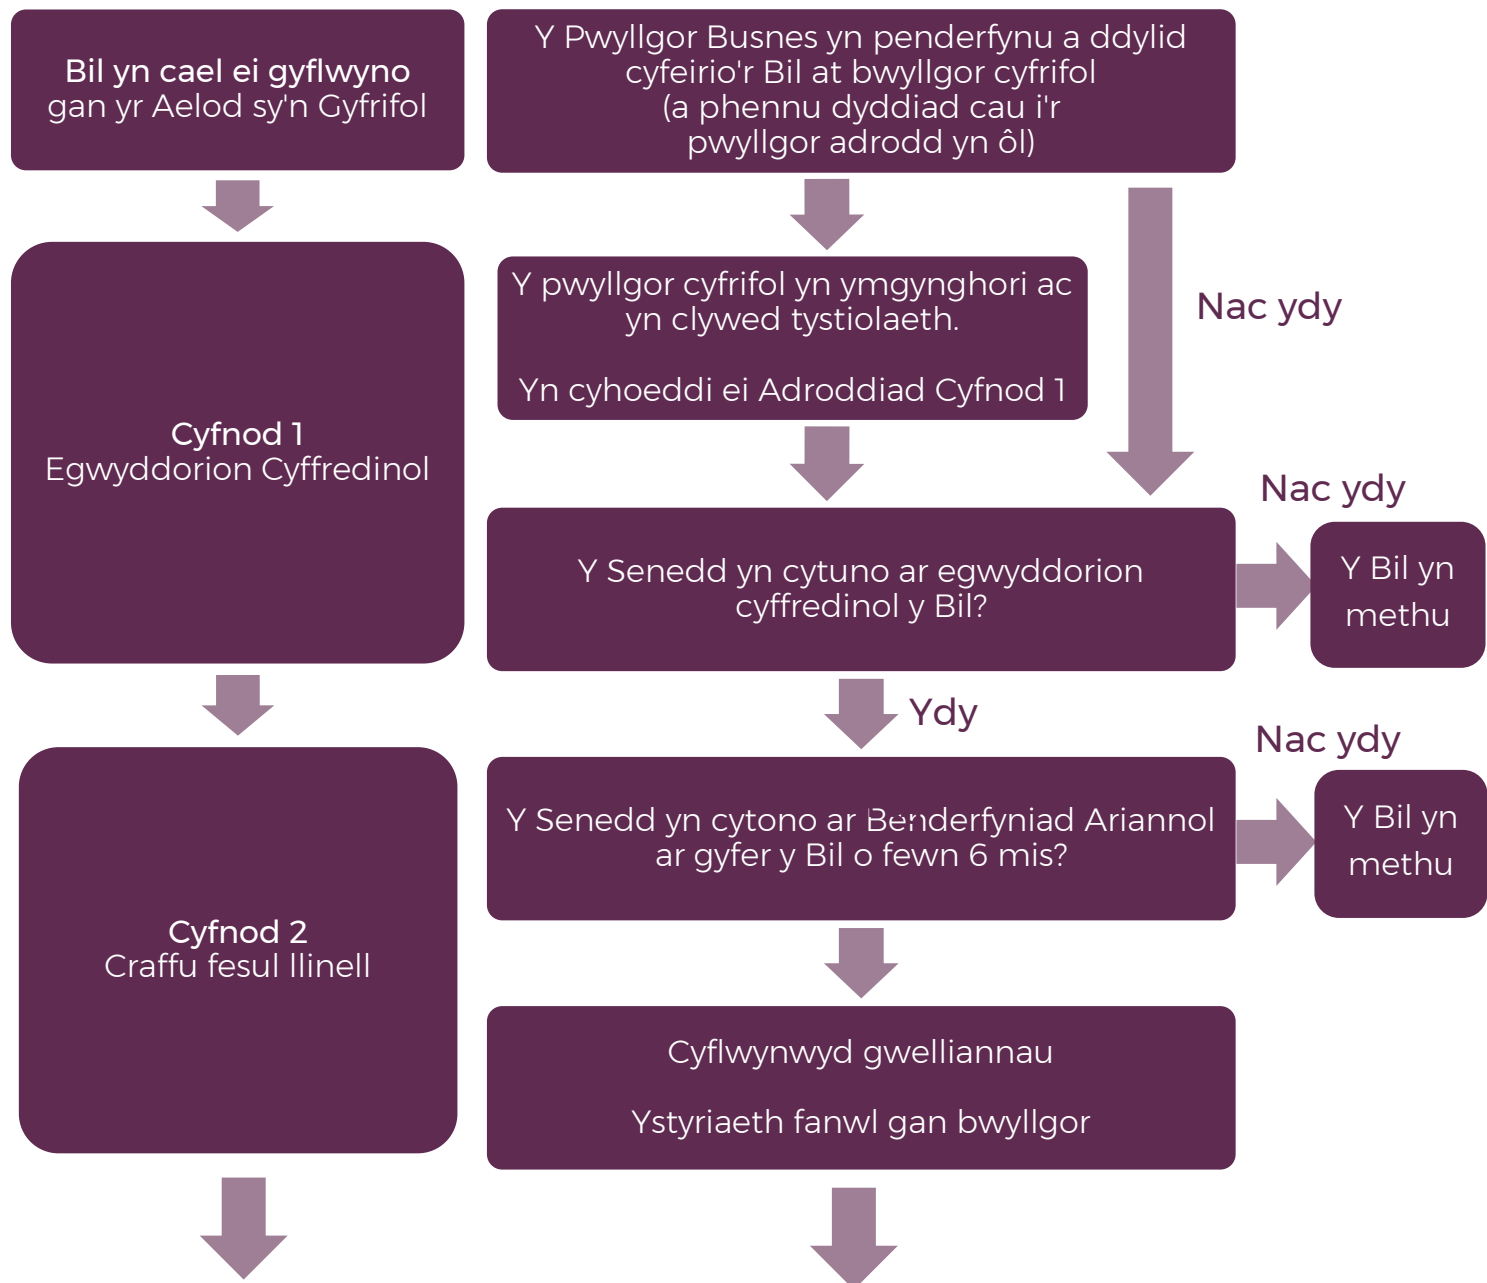 Bil yn cael ei gyflwyno
gan yr Aelod sy'n Gyfrifol
Y Pwyllgor Busnes yn penderfynu a ddylid
cyfeirio'r Bil at bwyllgor cyfrifol
(a phennu dyddiad cau i'r
pwyllgor adrodd yn ôl)
Y pwyllgor cyfrifol yn ymgynghori ac
yn clywed tystiolaeth.
Yn cyhoeddi ei Adroddiad Cyfnod 1
Nac ydy
Cyfnod 1
Egwyddorion Cyffredinol
Nac ydy
Y Senedd yn cytuno ar egwyddorion
cyffredinol y Bil?
Y Bil yn
methu
Ydy
Nac ydy
Y Senedd yn cytono ar Benderfyniad Ariannol
ar gyfer y Bil o fewn 6 mis?
Y Bil yn
methu
Cyfnod 2
Craffu fesul llinell
Cyflwynwyd gwelliannau
Ystyriaeth fanwl gan bwyllgor